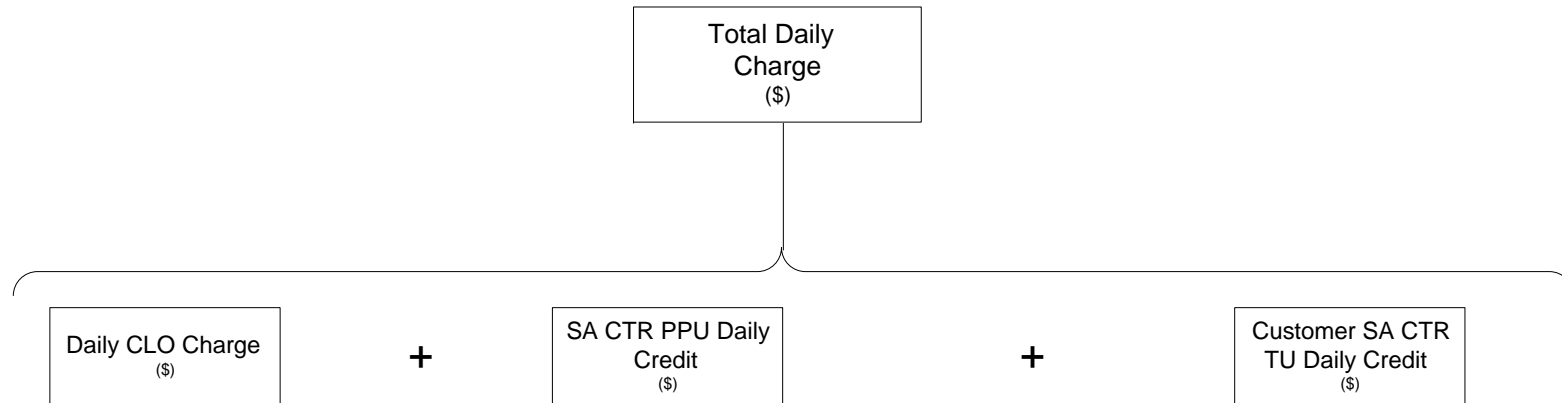 Total Daily
Charge
($)
Daily CLO Charge
($)
+
SA CTR PPU Daily
Credit
($)
+
Customer SA CTR
TU Daily Credit
($)